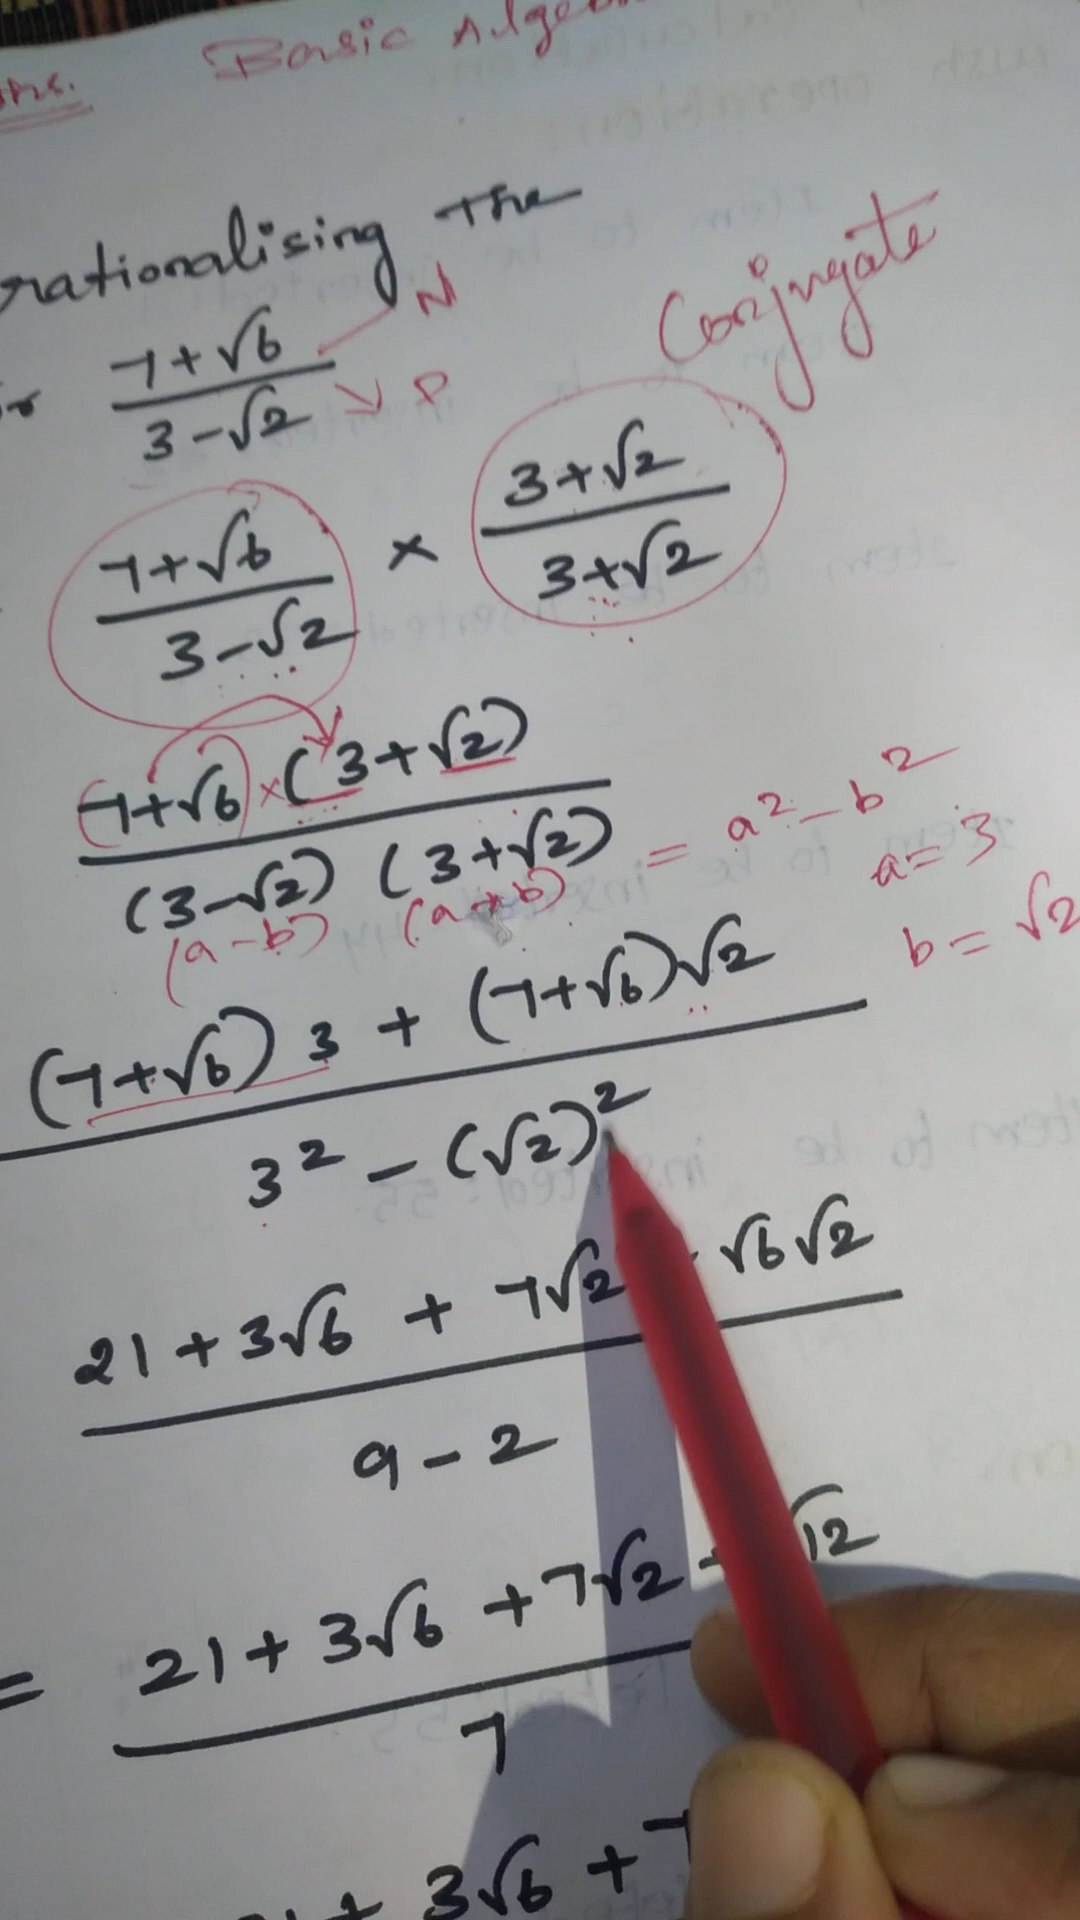 Basic
rationalising the
N
Conjugate
7+√6
3-√2
7+√6 × 3+√2
3-√2 3+√2
(7+√6)×(3+√2)
(3-√2) (3+√2) = a²-b²
(a-b) (a+b)
a=3
b=√2
(7+√6)3 + (7+√6)√2
3² - (√2)²
21+3√6 + 7√2 √6√2
9-2
= 21+3√6+7√2 √12
7
3√6+7